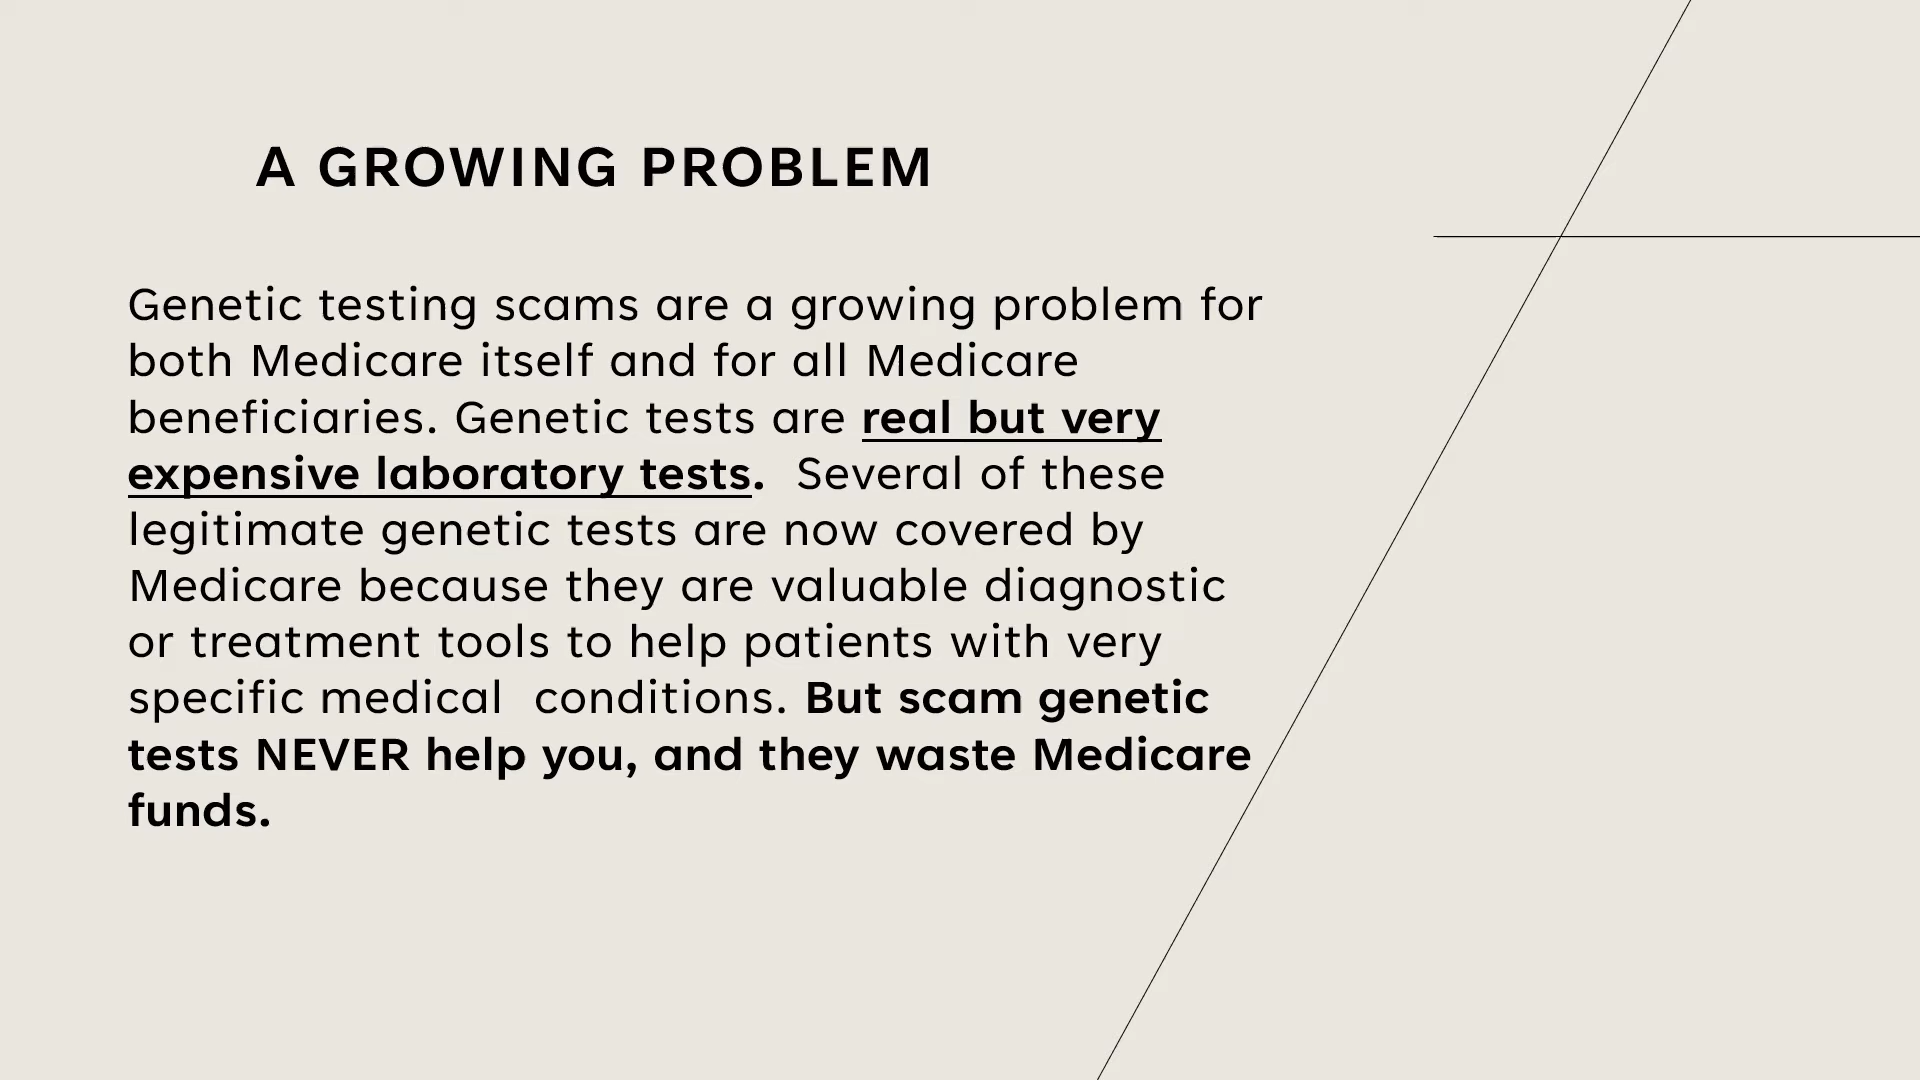 A GROWING PROBLEM
Genetic testing scams are a growing problem for
both Medicare itself and for all Medicare
beneficiaries. Genetic tests are real but very
expensive laboratory tests.  Several of these
legitimate genetic tests are now covered by
Medicare because they are valuable diagnostic
or treatment tools to help patients with very
specific medical  conditions. But scam genetic
tests NEVER help you, and they waste Medicare
funds.